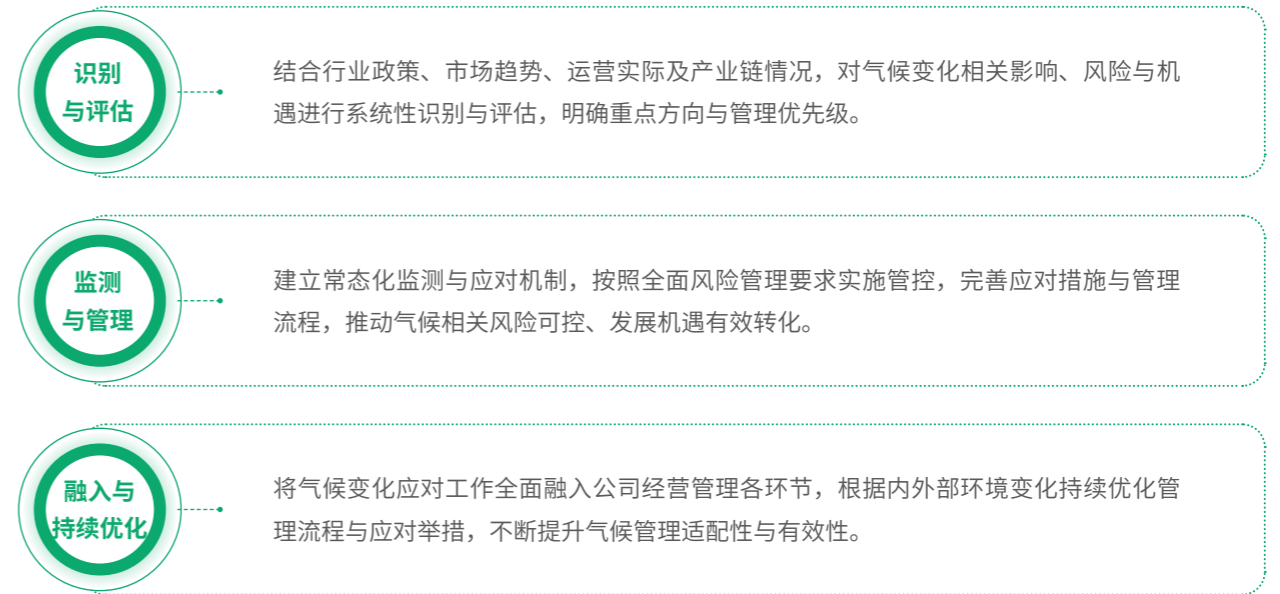 识别
与评估
结合行业政策、市场趋势、运营实际及产业链情况，对气候变化相关影响、风险与机
遇进行系统性识别与评估，明确重点方向与管理优先级。
监测
与管理
建立常态化监测与应对机制，按照全面风险管理要求实施管控，完善应对措施与管理
流程，推动气候相关风险可控、发展机遇有效转化。
融入与
持续优化
将气候变化应对工作全面融入公司经营管理各环节，根据内外部环境变化持续优化管
理流程与应对举措，不断提升气候管理适配性与有效性。